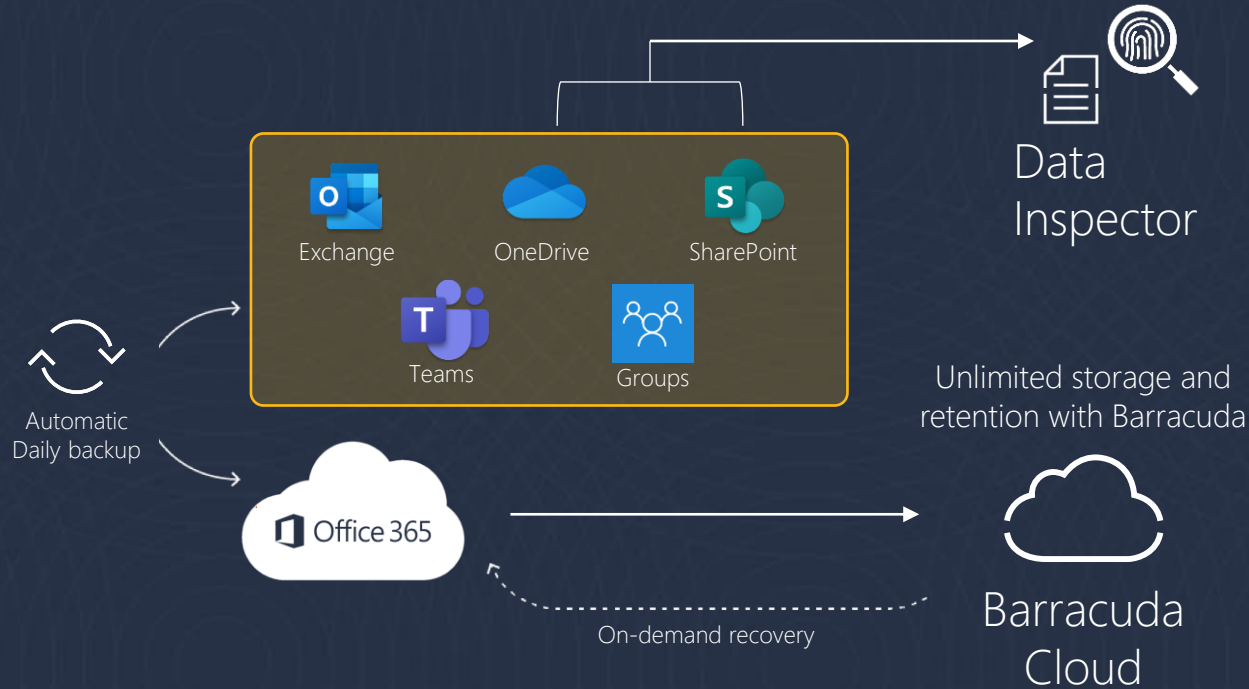 Data
Inspector
O
S
Exchange
OneDrive
SharePoint
T
Teams
Groups
Automatic
Daily backup
Unlimited storage and
retention with Barracuda
Office 365
On-demand recovery
Barracuda
Cloud